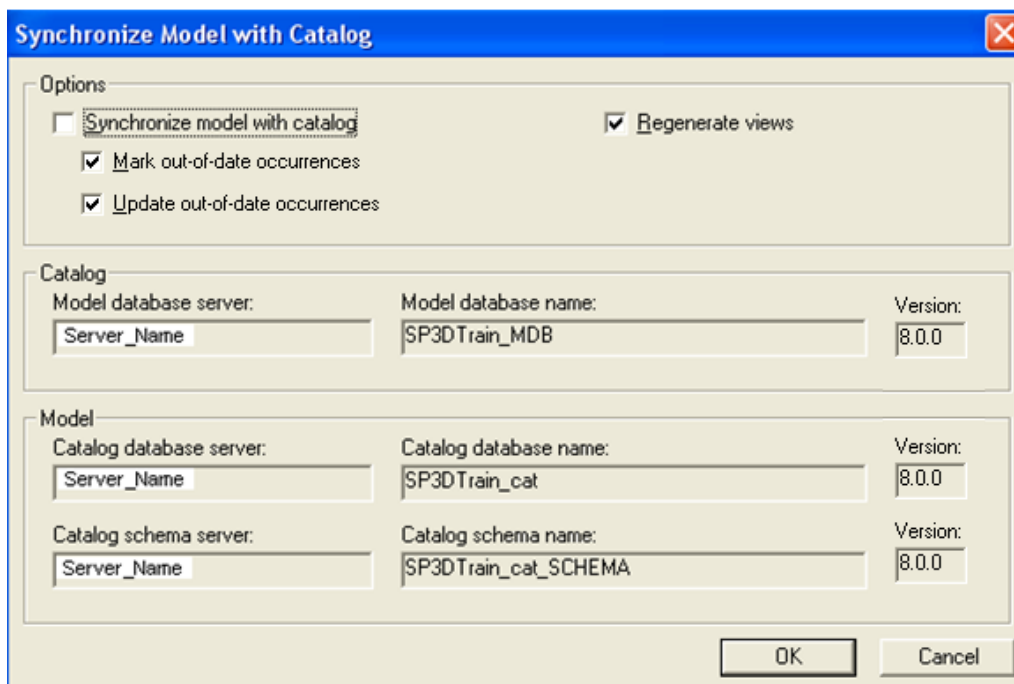 Synchronize Model with Catalog
Options
Synchronize model with catalog
Regenerate views
Mark out-of-date occurrences
Update out-of-date occurrences
Catalog
Model database server: Model database name: Version:
Server_Name SP3DTrain_MDB 8.0.0
Model
Catalog database server: Catalog database name: Version:
Server_Name SP3DTrain_cat 8.0.0
Catalog schema server: Catalog schema name: Version:
Server_Name SP3DTrain_cat_SCHEMA 8.0.0
OK Cancel